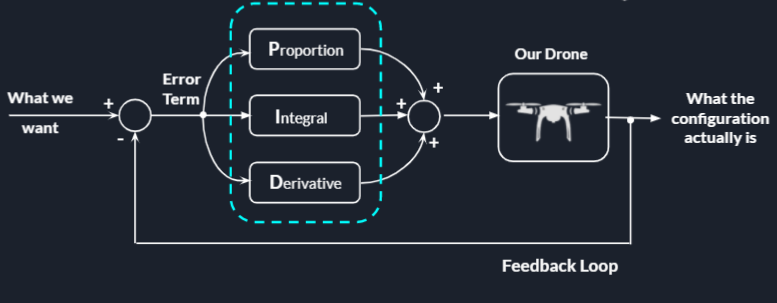 Our Drone
Proportion
Error
Term
What we
want
+
-
Integral
+
+
+
Derivative
What the
configuration
actually is
Feedback Loop